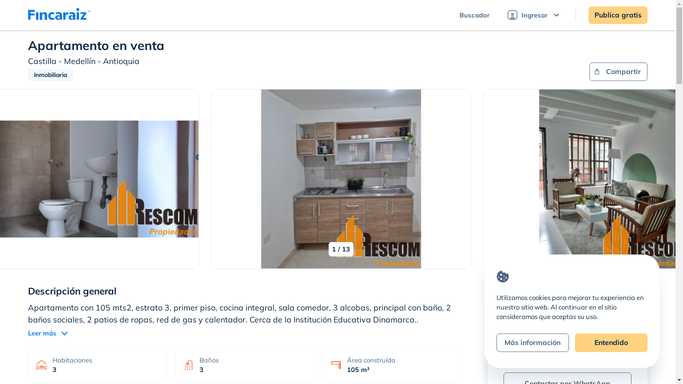 Fincaraiz
Buscador
Ingresar
Publica gratis
Apartamento en venta
Castilla - Medellín - Antioquia
Inmobiliaria
Compartir
RESCOM
RESCOM
RESCOM
1 / 13
Descripción general
Apartamento con 105 mts2, estrato 3, primer piso, cocina integral, sala comedor, 3 alcobas, principal con baño, 2
baños sociales, 2 patios de ropas, red de gas y calentador. Cerca de la Institución Educativa Dinamarca..
Leer más
Habitaciones
3
Baños
3
Área construida
105 m²
Utilizamos cookies para mejorar tu experiencia en
nuestro sitio web. Al continuar en el sitio
consideramos que aceptas su uso.
Más información
Entendido
Contactar por WhatsApp